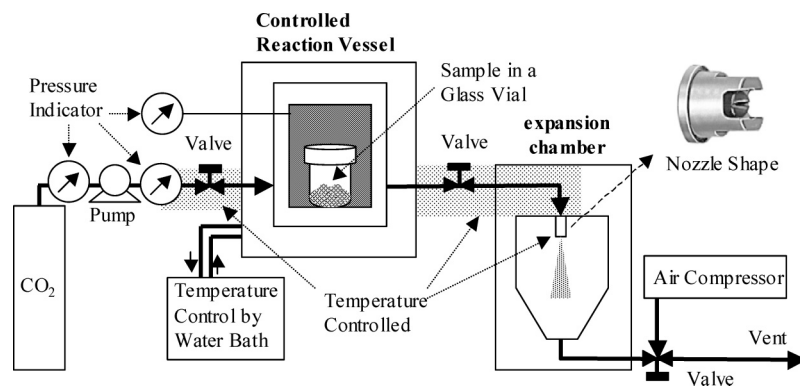 Controlled
Reaction Vessel
Pressure
Indicator
Sample in a
Glass Vial
Valve
Valve
expansion
chamber
Nozzle Shape
Pump
CO₂
Temperature
Control by
Water Bath
Temperature
Controlled
Air Compressor
Vent
Valve